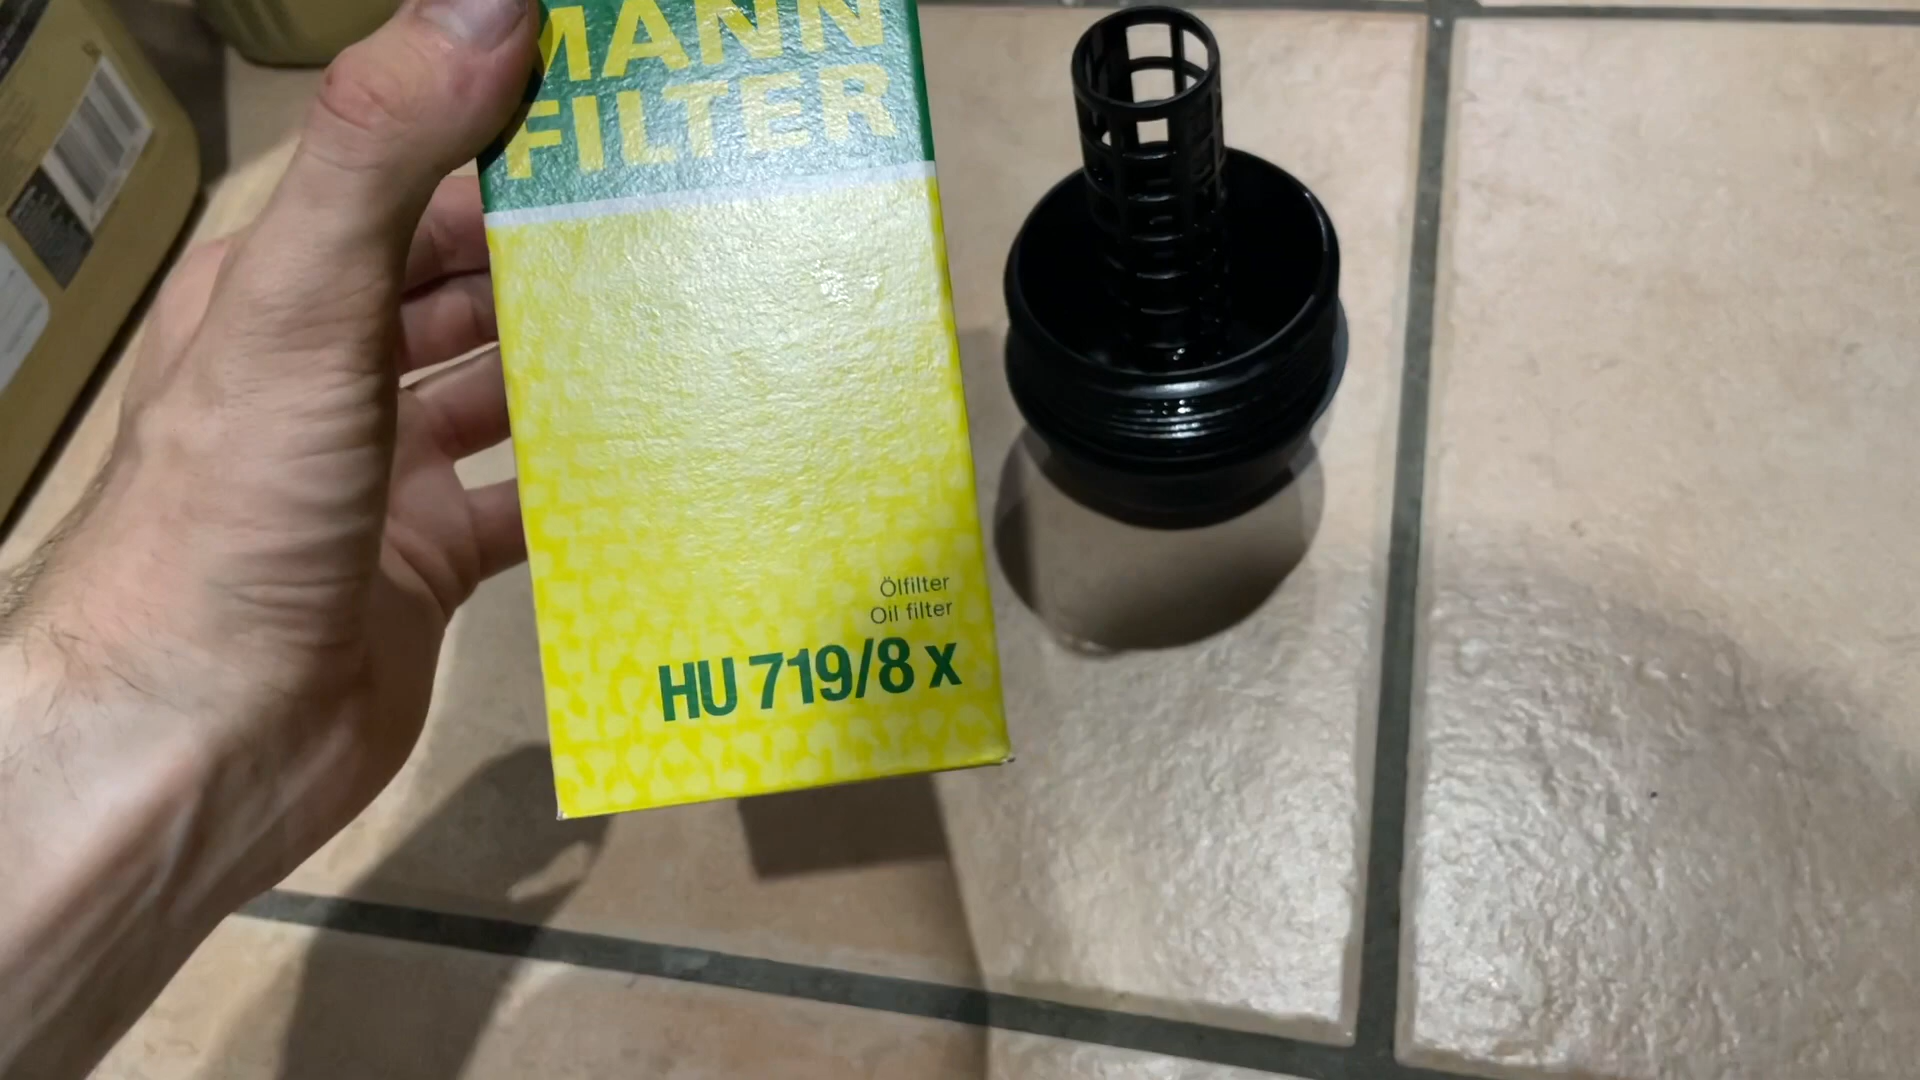 MANN
FILTER
Ölfilter
Oil filter
HU 719/8 x